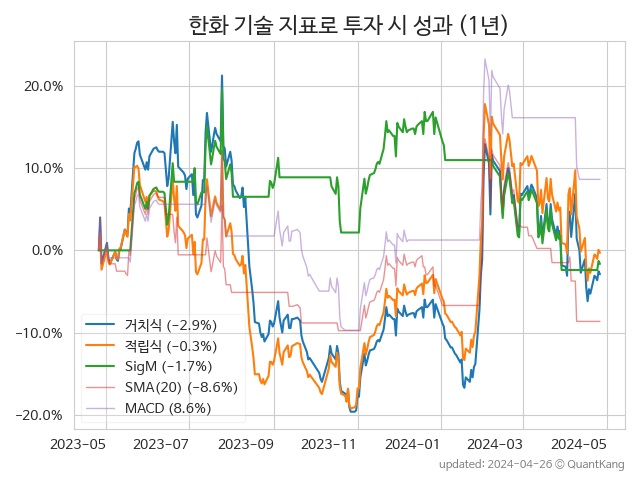 한화 기술 지표로 투자 시 성과 (1년)
20.0%
10.0%
0.0%
−10.0%
−20.0%
거치식 (−2.9%)
적립식 (−0.3%)
SigM (−1.7%)
SMA(20) (−8.6%)
MACD (8.6%)
2023-05 2023-07 2023-09 2023-11 2024-01 2024-03 2024-05
updated: 2024-04-26 © QuantKang